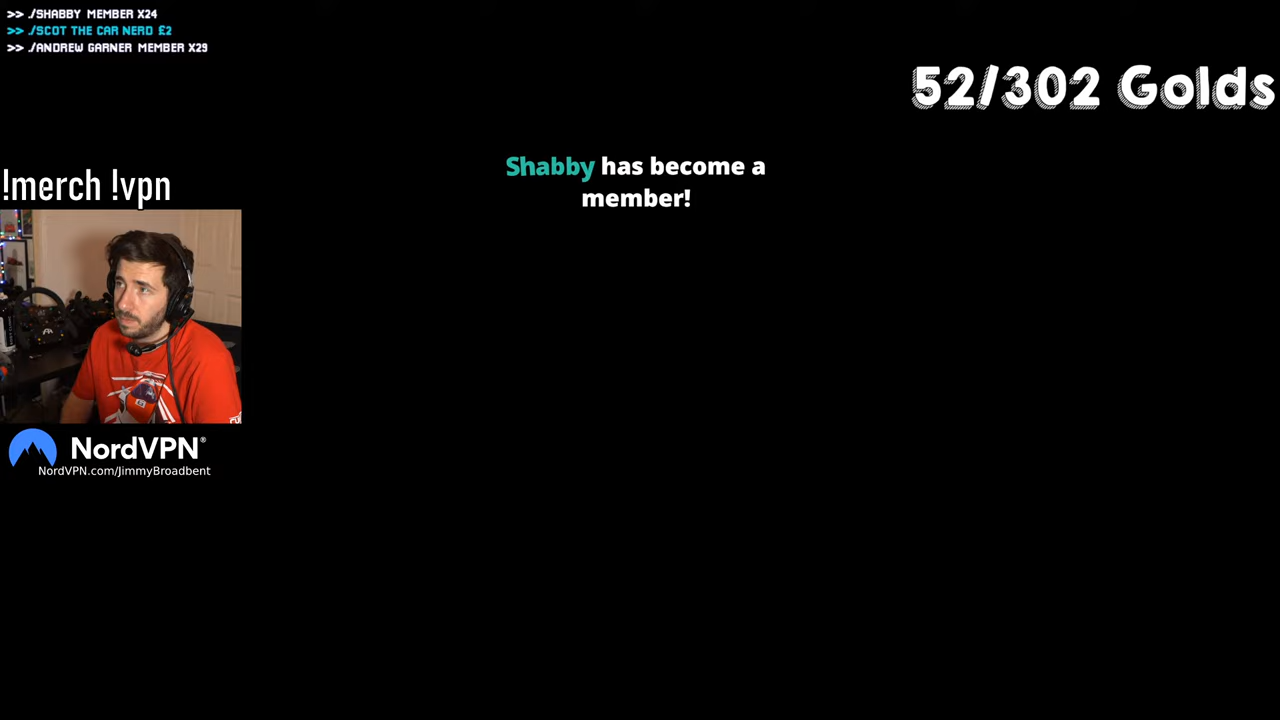 >> ./SHABBY MEMBER X24
>> ./SCOT THE CAR NERD £2
>> ./ANDREW GARNER MEMBER X29
52/302 Golds
Shabby has become a
member!
!merch !vpn
NordVPN®
NordVPN.com/JimmyBroadbent